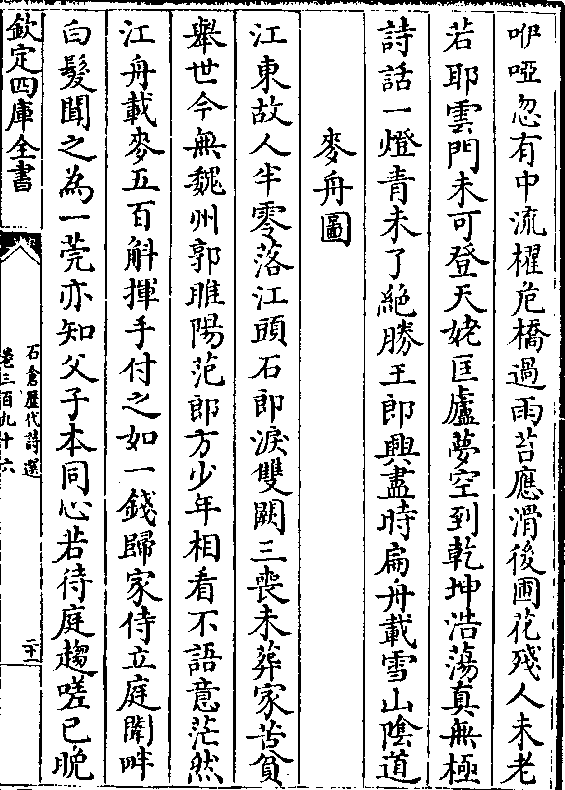 咿啞忽有中流櫂危橋過雨苔應滑後圃花殘人未老
若耶雲門未可登天姥匡廬夢空到乾坤浩蕩真無極
詩話一燈青未了絶勝王郎興盡時扁舟載雪山陰道
麥舟圖
江東故人半零落江頭石郎淚雙闕三喪未葬家苦貧
舉世今無魏州郭睢陽范郎方少年相看不語意茫然
江舟載麥五百斛揮手付之如一錢歸家侍立庭闈畔
白髮聞之為一莞亦知父子本同心若待庭趨嗟已晚
欽定四庫全書
石倉歷代詩選
卷三百九十六
二十一